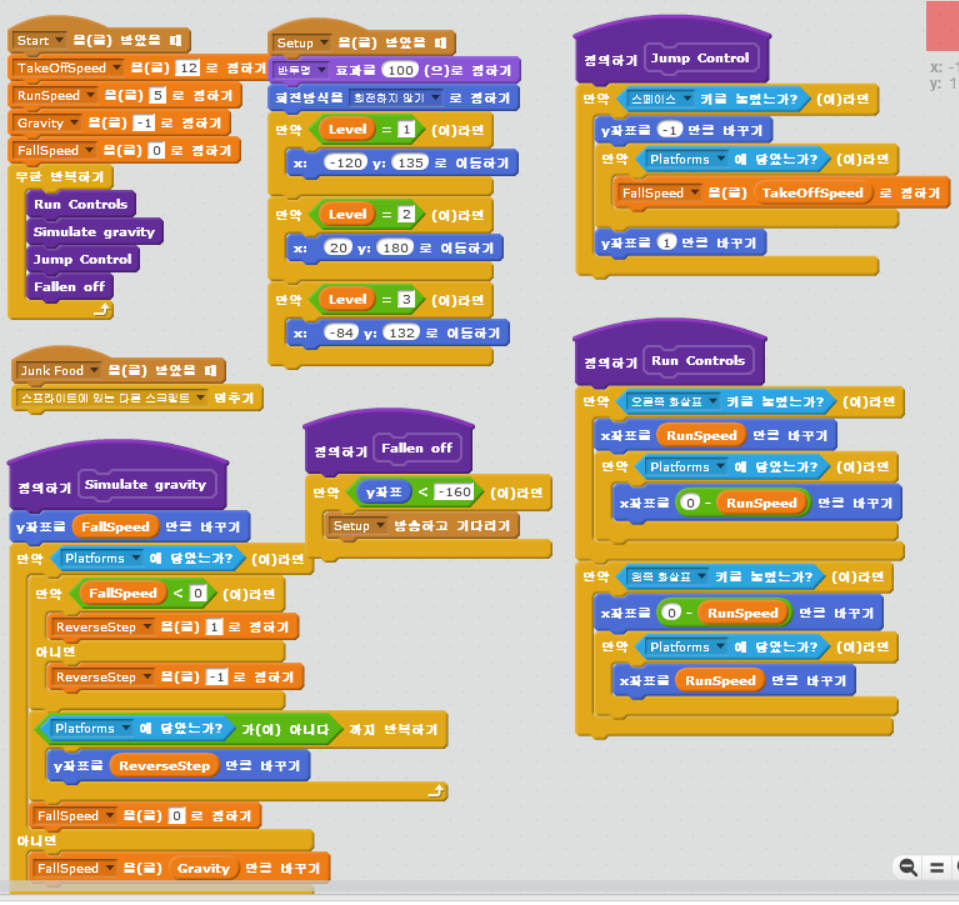 Start 을(를) 받았을 때
TakeOffSpeed 을(를) 12 로 정하기
RunSpeed 을(를) 5 로 정하기
Gravity 을(를) -1 로 정하기
FallSpeed 을(를) 0 로 정하기
무한 반복하기
Run Controls
Simulate gravity
Jump Control
Fallen off
Junk Food 을(를) 받았을 때
스프라이트에 있는 다른 스크립트 멈추기
정의하기 Simulate gravity
y좌표를 FallSpeed 만큼 바꾸기
만약 Platforms 에 닿았는가? (이)라면
만약 FallSpeed < 0 (이)라면
ReverseStep 을(를) 1 로 정하기
아니면
ReverseStep 을(를) -1 로 정하기
Platforms 에 닿았는가? 가(이) 아니다 까지 반복하기
y좌표를 ReverseStep 만큼 바꾸기
FallSpeed 을(를) 0 로 정하기
아니면
FallSpeed 을(를) Gravity 만큼 바꾸기
Setup 을(를) 받았을 때
반투명 효과를 100 (으)로 정하기
회전방식을 회전하지 않기 로 정하기
만약 Level = 1 (이)라면
x: -120 y: 135 로 이동하기
만약 Level = 2 (이)라면
x: 20 y: 180 로 이동하기
만약 Level = 3 (이)라면
x: -84 y: 132 로 이동하기
정의하기 Fallen off
만약 y좌표 < -160 (이)라면
Setup 방송하고 기다리기
정의하기 Jump Control
만약 스페이스 키를 눌렀는가? (이)라면
y좌표를 -1 만큼 바꾸기
만약 Platforms 에 닿았는가? (이)라면
FallSpeed 을(를) TakeOffSpeed 로 정하기
y좌표를 1 만큼 바꾸기
정의하기 Run Controls
만약 오른쪽 화살표 키를 눌렀는가? (이)라면
x좌표를 RunSpeed 만큼 바꾸기
만약 Platforms 에 닿았는가? (이)라면
x좌표를 0 - RunSpeed 만큼 바꾸기
만약 왼쪽 화살표 키를 눌렀는가? (이)라면
x좌표를 0 - RunSpeed 만큼 바꾸기
만약 Platforms 에 닿았는가? (이)라면
x좌표를 RunSpeed 만큼 바꾸기
x: -1
y: 1